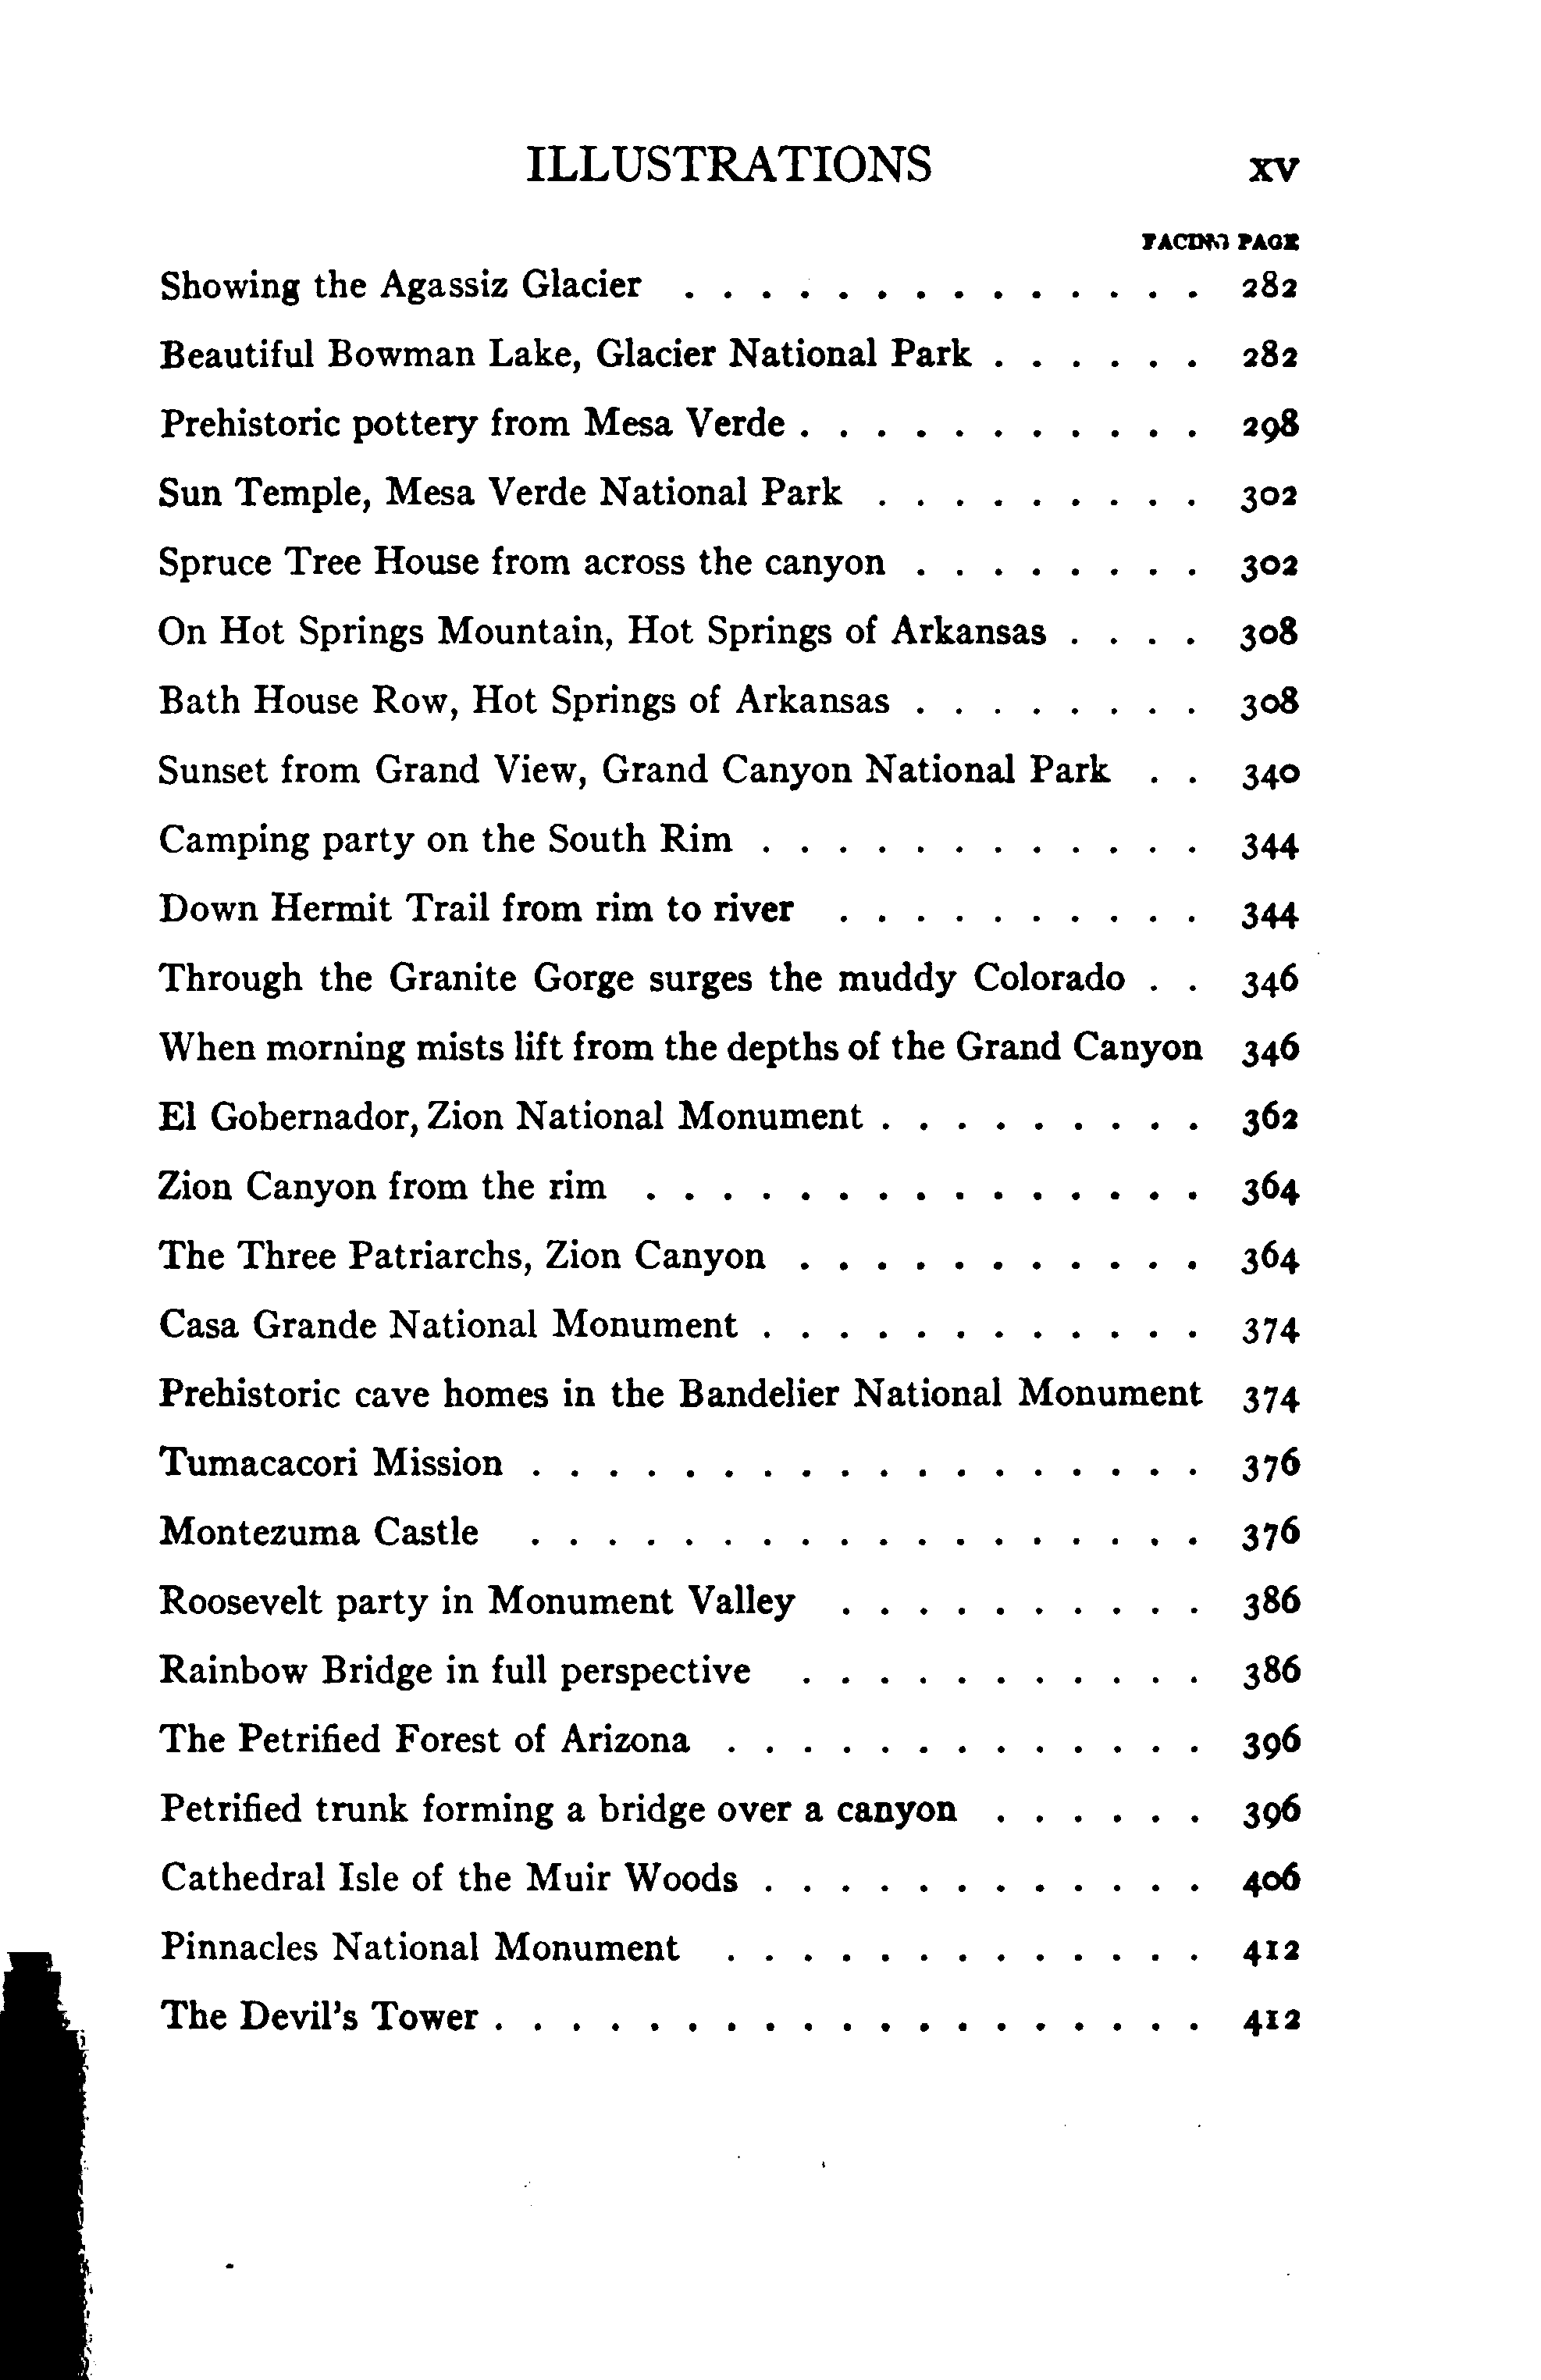 ILLUSTRATIONS xv
FACING PAGE
Showing the Agassiz Glacier . . . . . . . . . . . . . . 282
Beautiful Bowman Lake, Glacier National Park . . . . . . 282
Prehistoric pottery from Mesa Verde . . . . . . . . . . . 298
Sun Temple, Mesa Verde National Park . . . . . . . . . 302
Spruce Tree House from across the canyon . . . . . . . . 302
On Hot Springs Mountain, Hot Springs of Arkansas . . . . 308
Bath House Row, Hot Springs of Arkansas . . . . . . . . 308
Sunset from Grand View, Grand Canyon National Park . . 340
Camping party on the South Rim . . . . . . . . . . . . 344
Down Hermit Trail from rim to river . . . . . . . . . . 344
Through the Granite Gorge surges the muddy Colorado . . 346
When morning mists lift from the depths of the Grand Canyon 346
El Gobernador, Zion National Monument . . . . . . . . . 362
Zion Canyon from the rim . . . . . . . . . . . . . . . 364
The Three Patriarchs, Zion Canyon . . . . . . . . . . . 364
Casa Grande National Monument . . . . . . . . . . . . 374
Prehistoric cave homes in the Bandelier National Monument 374
Tumacacori Mission . . . . . . . . . . . . . . . . . . 376
Montezuma Castle . . . . . . . . . . . . . . . . . . 376
Roosevelt party in Monument Valley . . . . . . . . . . 386
Rainbow Bridge in full perspective . . . . . . . . . . . 386
The Petrified Forest of Arizona . . . . . . . . . . . . . 396
Petrified trunk forming a bridge over a canyon . . . . . . 396
Cathedral Isle of the Muir Woods . . . . . . . . . . . . 406
Pinnacles National Monument . . . . . . . . . . . . . 412
The Devil's Tower . . . . . . . . . . . . . . . . . . . 412